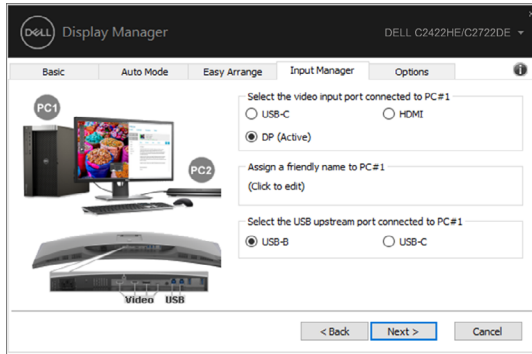 DELL Display Manager
DELL C2422HE/C2722DE
Basic
Auto Mode
Easy Arrange
Input Manager
Options
PC1
PC2
Video USB
Select the video input port connected to PC#1
USB-C
HDMI
DP (Active)
Assign a friendly name to PC#1
(Click to edit)
Select the USB upstream port connected to PC#1
USB-B
USB-C
< Back
Next >
Cancel